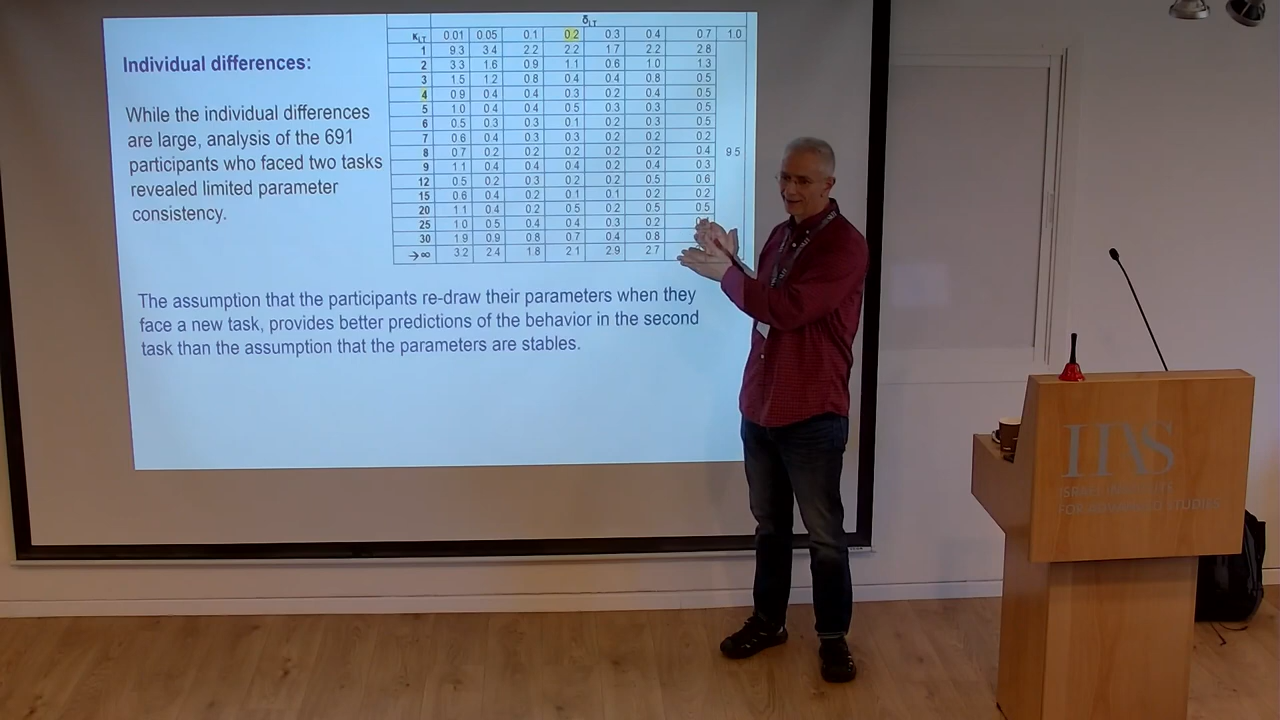 Individual differences:
While the individual differences
are large, analysis of the 691
participants who faced two tasks
revealed limited parameter
consistency.
δLT
κLT 0.01 0.05 0.1 0.2 0.3 0.4 0.7 1.0
1 9.3 3.4 2.2 2.2 1.7 2.2 2.8
2 3.3 1.6 0.9 1.1 0.6 1.0 1.3
3 1.5 1.2 0.8 0.4 0.4 0.8 0.5
4 0.9 0.4 0.4 0.3 0.2 0.4 0.5
5 1.0 0.4 0.4 0.5 0.3 0.3 0.5
6 0.5 0.3 0.3 0.1 0.2 0.3 0.5
7 0.6 0.4 0.3 0.3 0.2 0.2 0.2
8 0.7 0.2 0.2 0.2 0.2 0.2 0.4 9.5
9 1.1 0.4 0.4 0.4 0.2 0.4 0.3
12 0.5 0.2 0.3 0.2 0.2 0.5 0.6
15 0.6 0.4 0.2 0.1 0.1 0.2 0.2
20 1.1 0.4 0.2 0.5 0.2 0.5 0.5
25 1.0 0.5 0.4 0.4 0.3 0.2
30 1.9 0.9 0.8 0.7 0.4 0.8
→∞ 3.2 2.4 1.8 2.1 2.9 2.7
The assumption that the participants re-draw their parameters when they
face a new task, provides better predictions of the behavior in the second
task than the assumption that the parameters are stables.
IIAS
ISRAEL INSTITUTE
FOR ADVANCED STUDIES